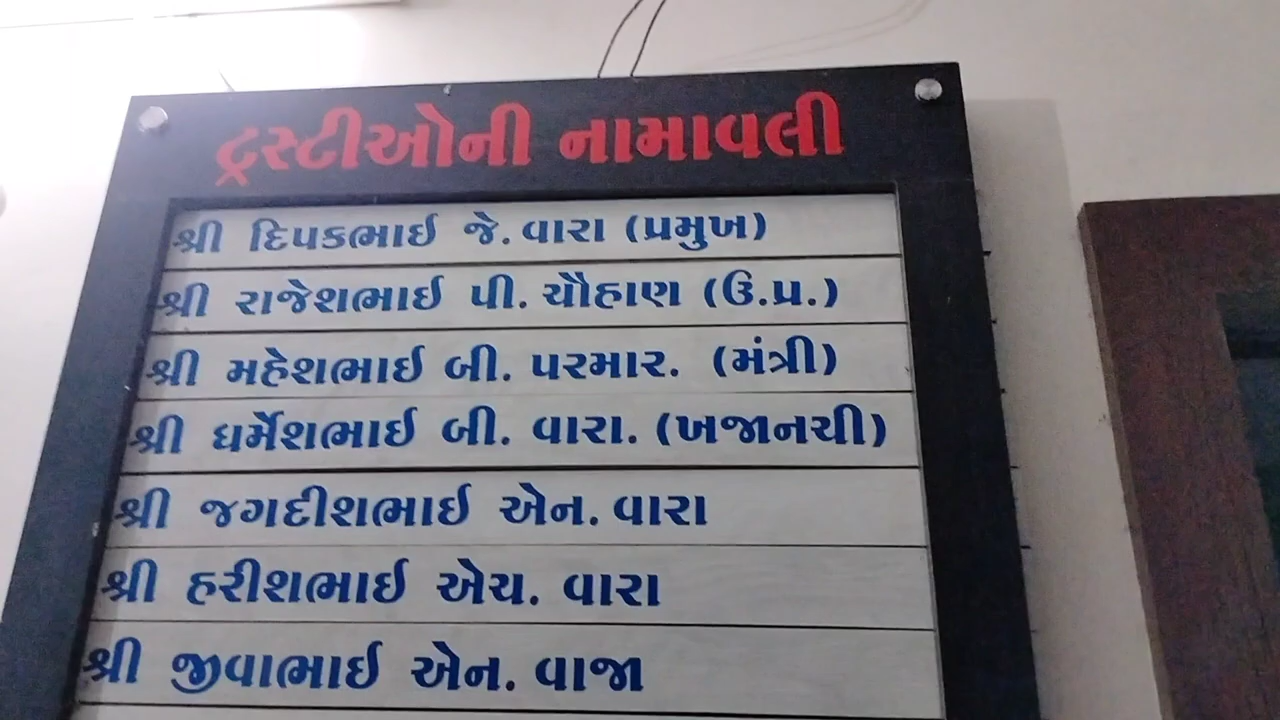 ટ્રસ્ટીઓની નામાવલી
શ્રી દિપકભાઈ જે. વારા (પ્રમુખ)
શ્રી રાજેશભાઈ પી. ચૌહાણ (ઉ.પ્ર.)
શ્રી મહેશભાઈ બી. પરમાર. (મંત્રી)
શ્રી ધર્મેશભાઈ બી. વારા. (ખજાનચી)
શ્રી જગદીશભાઈ એન. વારા
શ્રી હરીશભાઈ એચ. વારા
શ્રી જીવાભાઈ એન. વાજા